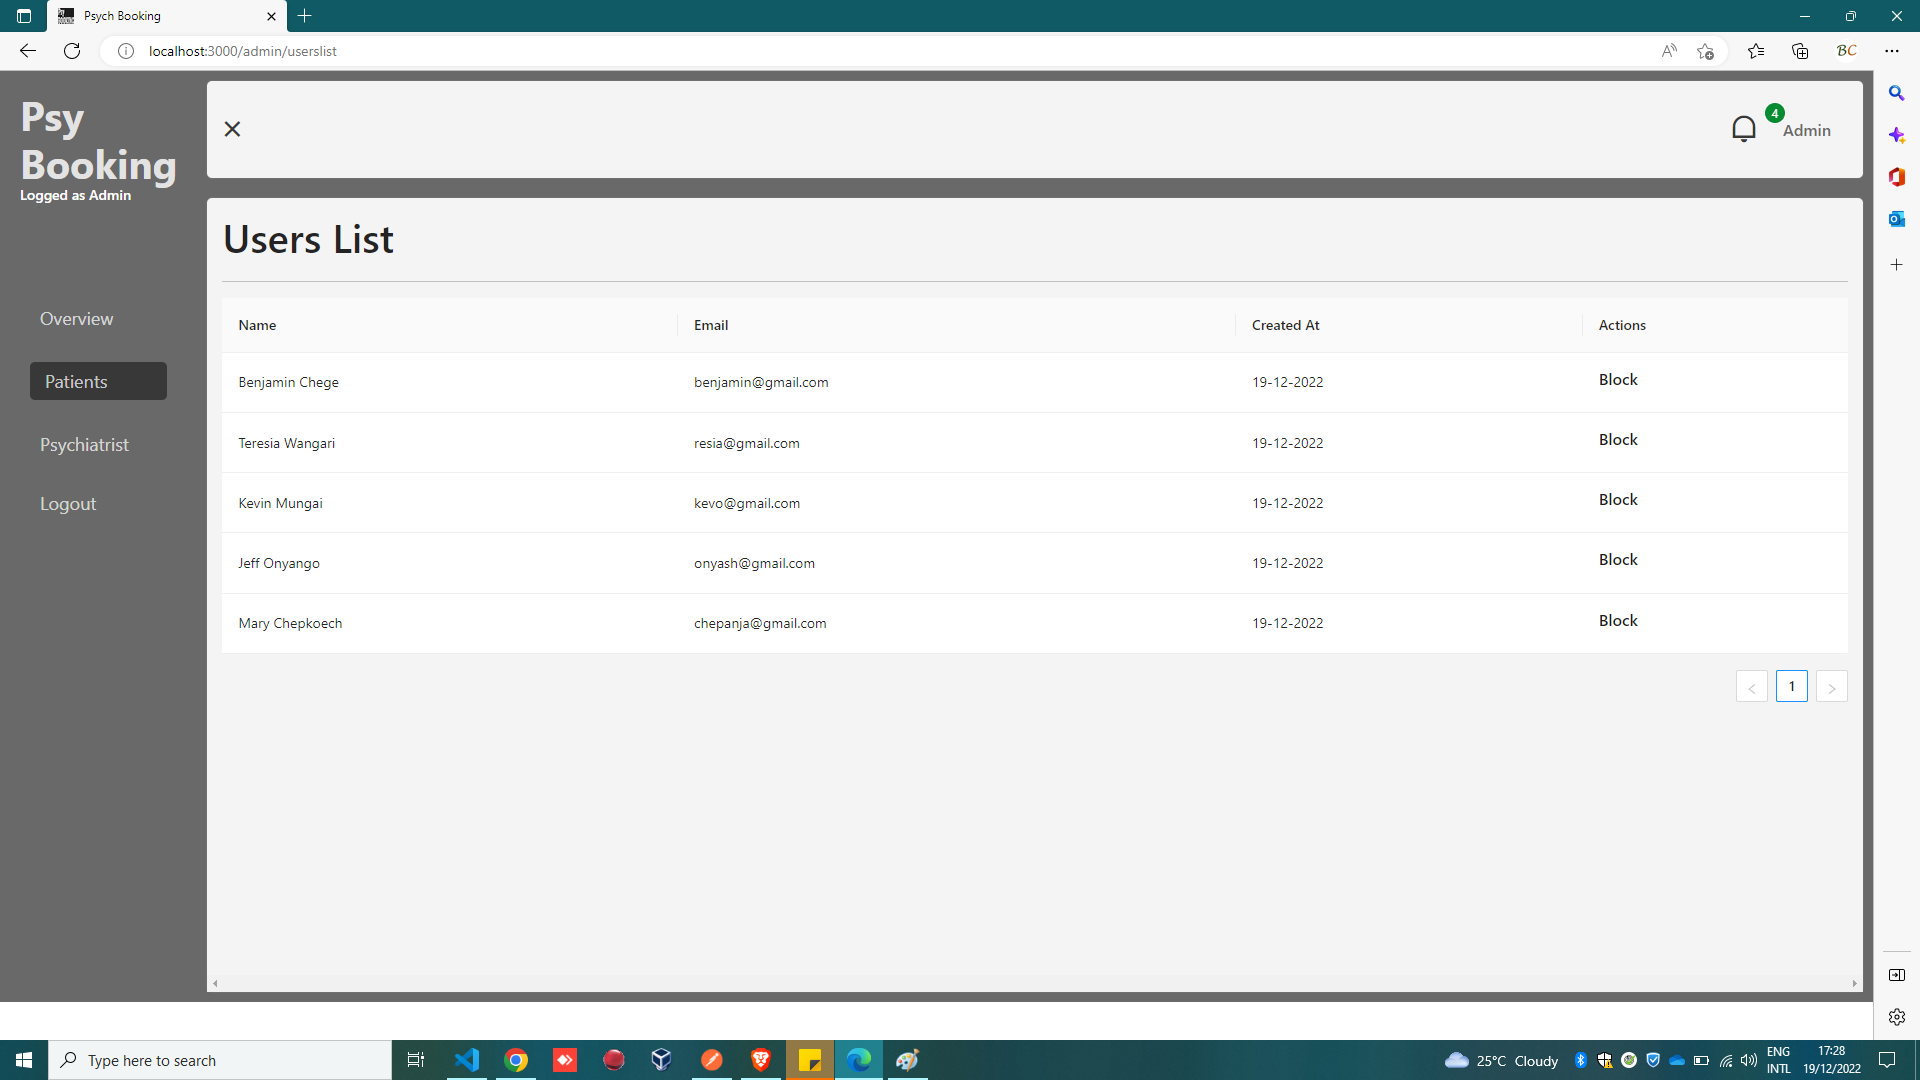 Psych Booking
localhost:3000/admin/userslist
BC
Psy
Booking
Logged as Admin
Overview
Patients
Psychiatrist
Logout
4
Admin
Users List
Name Email Created At Actions
Benjamin Chege benjamin@gmail.com 19-12-2022 Block
Teresia Wangari resia@gmail.com 19-12-2022 Block
Kevin Mungai kevo@gmail.com 19-12-2022 Block
Jeff Onyango onyash@gmail.com 19-12-2022 Block
Mary Chepkoech chepanja@gmail.com 19-12-2022 Block
< 1 >
Type here to search
25°C Cloudy
ENG
INTL
17:28
19/12/2022